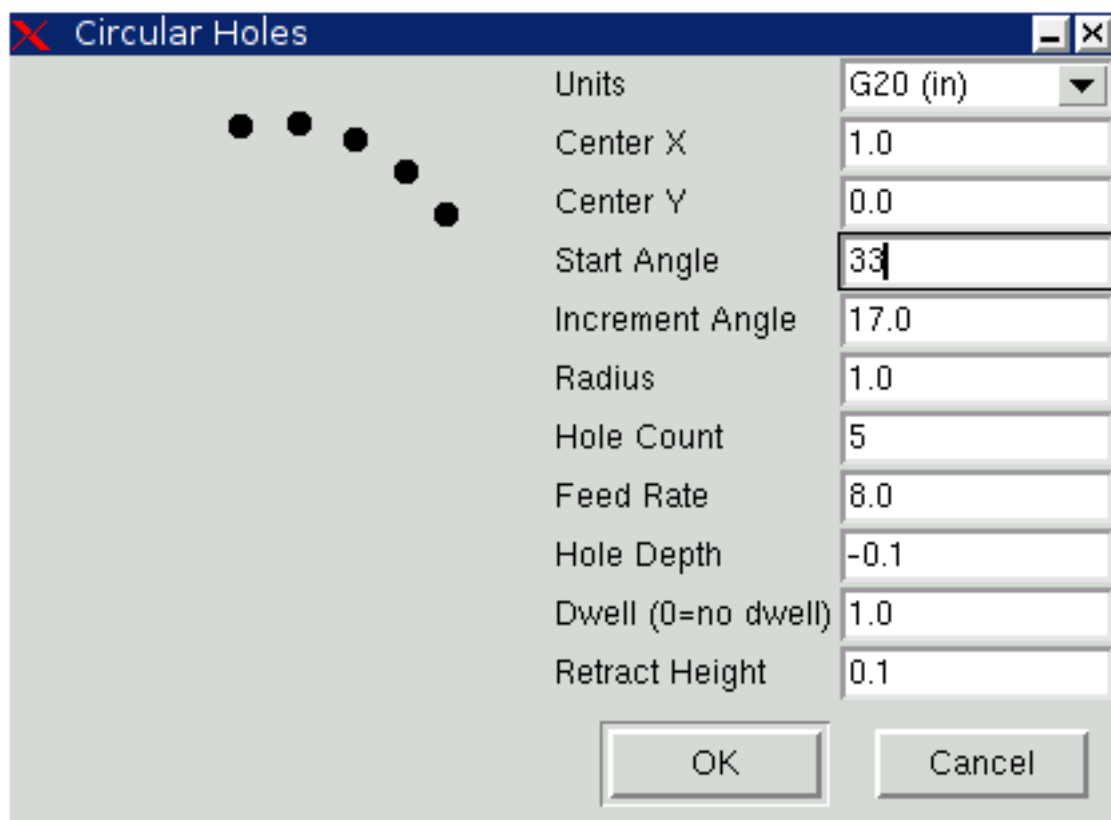 Circular Holes
Units G20 (in)
Center X 1.0
Center Y 0.0
Start Angle 33
Increment Angle 17.0
Radius 1.0
Hole Count 5
Feed Rate 8.0
Hole Depth -0.1
Dwell (0=no dwell) 1.0
Retract Height 0.1
OK Cancel